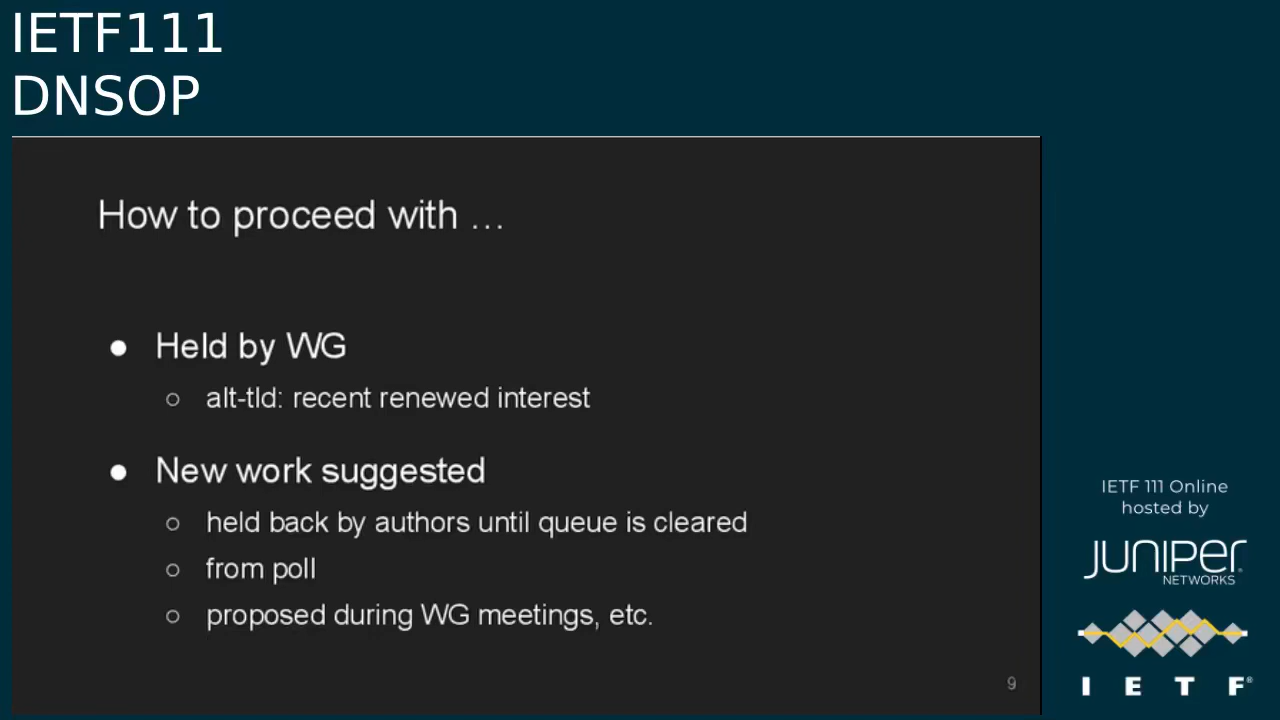 IETF111
DNSOP
How to proceed with …
● Held by WG
○ alt-tld: recent renewed interest
● New work suggested
○ held back by authors until queue is cleared
○ from poll
○ proposed during WG meetings, etc.
9
IETF 111 Online
hosted by
JUNIPER
NETWORKS
I E T F®